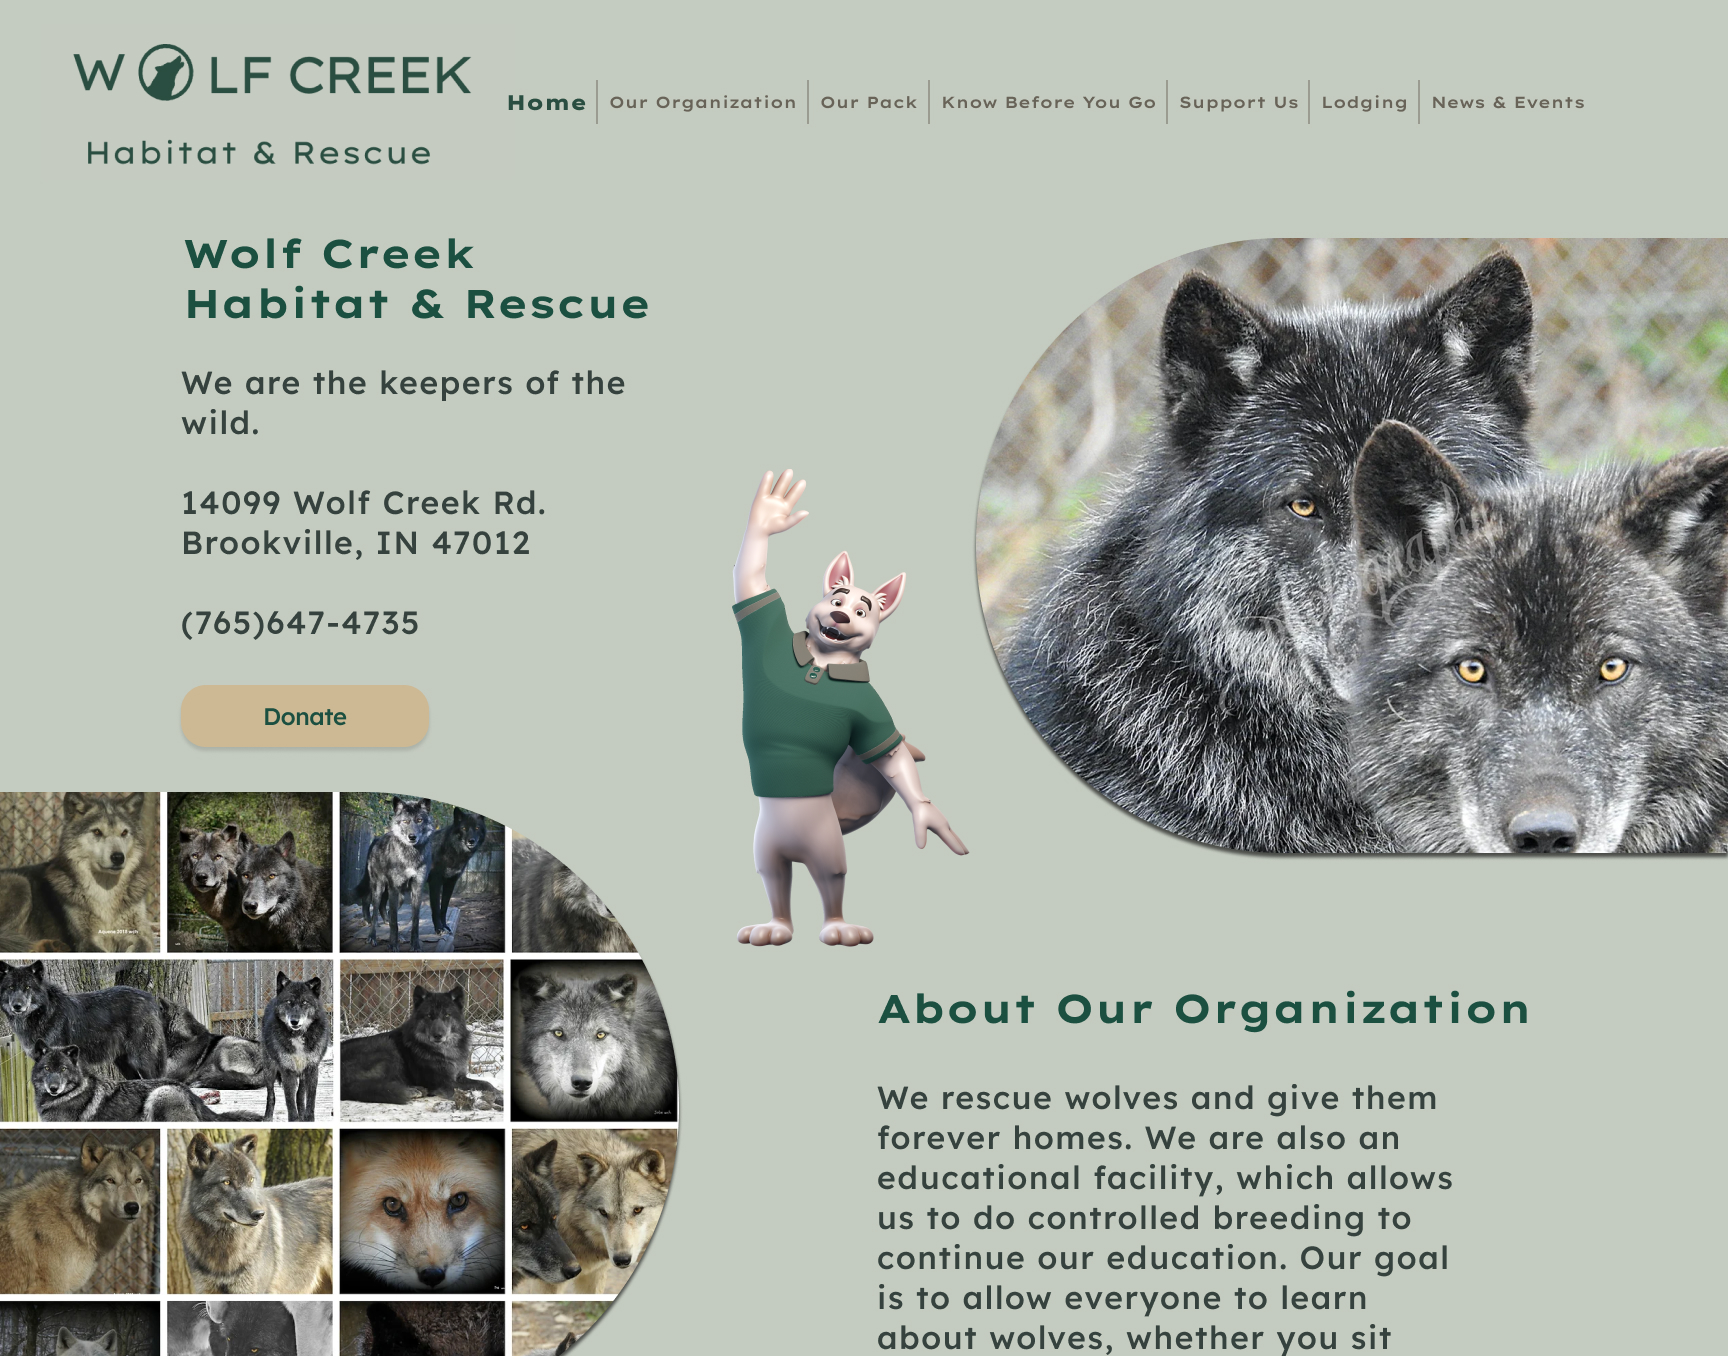 W LF CREEK
Habitat & Rescue
Home
Our Organization
Our Pack
Know Before You Go
Support Us
Lodging
News & Events
Wolf Creek
Habitat & Rescue
We are the keepers of the
wild.
14099 Wolf Creek Rd.
Brookville, IN 47012
(765)647-4735
Donate
About Our Organization
We rescue wolves and give them
forever homes. We are also an
educational facility, which allows
us to do controlled breeding to
continue our education. Our goal
is to allow everyone to learn
about wolves, whether you sit